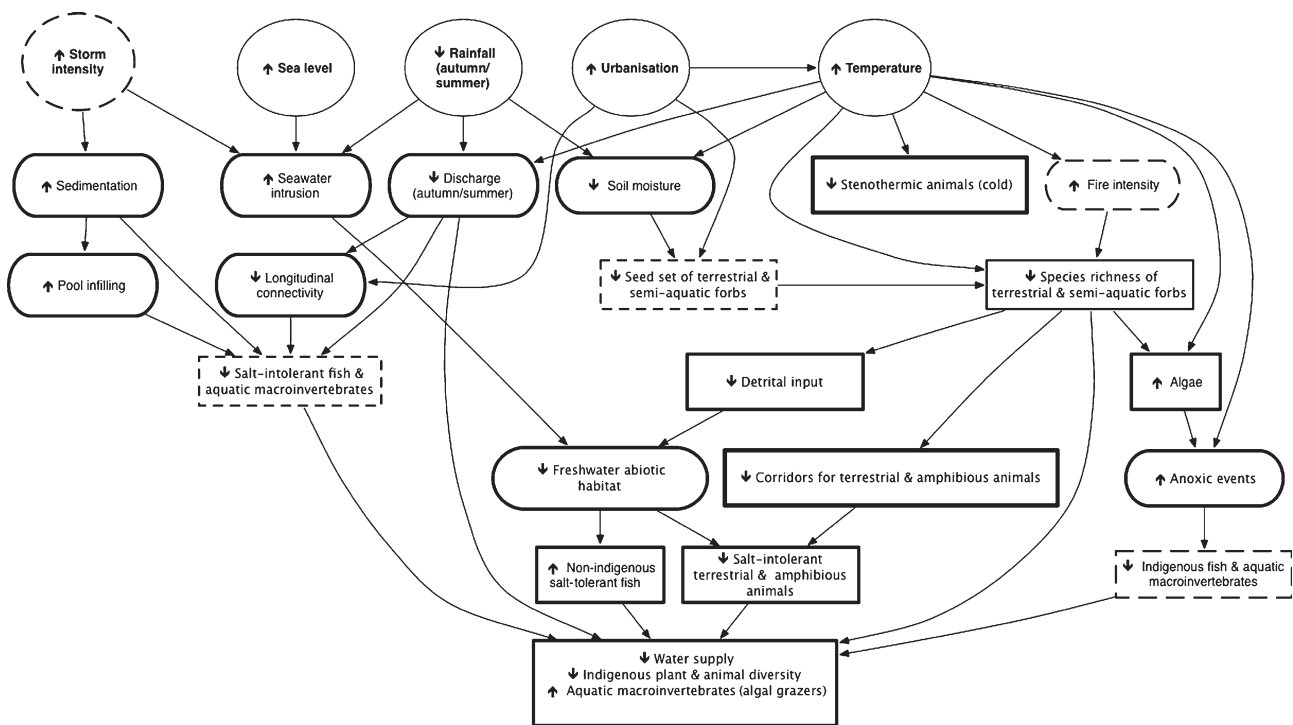 ↑ Storm
intensity
↑ Sea level
↓ Rainfall
(autumn/
summer)
↑ Urbanisation
↑ Temperature
↑ Sedimentation
↑ Seawater
intrusion
↓ Discharge
(autumn/summer)
↓ Soil moisture
↓ Stenothermic animals (cold)
↑ Fire intensity
↑ Pool infilling
↓ Longitudinal
connectivity
↓ Seed set of terrestrial &
semi-aquatic forbs
↓ Species richness of
terrestrial & semi-aquatic forbs
↓ Salt-intolerant fish &
aquatic macroinvertebrates
↓ Detrital input
↑ Algae
↓ Freshwater abiotic
habitat
↓ Corridors for terrestrial & amphibious animals
↑ Anoxic events
↑ Non-indigenous
salt-tolerant fish
↓ Salt-intolerant
terrestrial & amphibious
animals
↓ Indigenous fish & aquatic
macroinvertebrates
↓ Water supply
↓ Indigenous plant & animal diversity
↑ Aquatic macroinvertebrates (algal grazers)